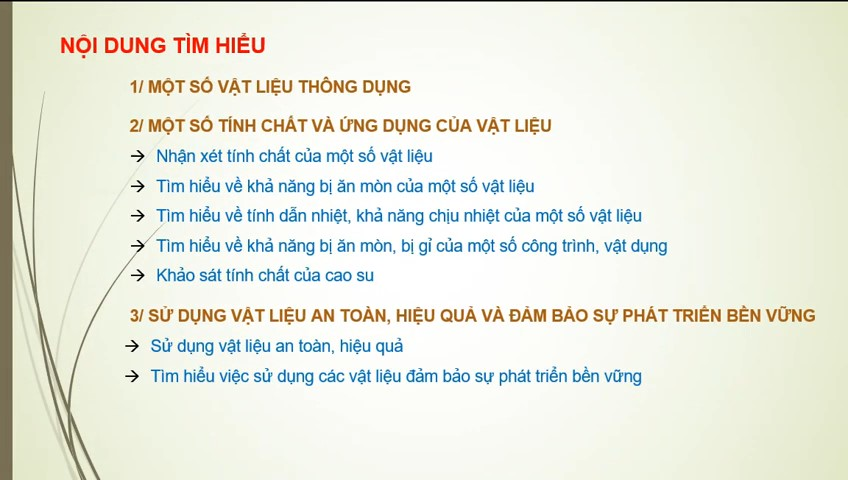 NỘI DUNG TÌM HIỂU
1/ MỘT SỐ VẬT LIỆU THÔNG DỤNG
2/ MỘT SỐ TÍNH CHẤT VÀ ỨNG DỤNG CỦA VẬT LIỆU
→ Nhận xét tính chất của một số vật liệu
→ Tìm hiểu về khả năng bị ăn mòn của một số vật liệu
→ Tìm hiểu về tính dẫn nhiệt, khả năng chịu nhiệt của một số vật liệu
→ Tìm hiểu về khả năng bị ăn mòn, bị gỉ của một số công trình, vật dụng
→ Khảo sát tính chất của cao su
3/ SỬ DỤNG VẬT LIỆU AN TOÀN, HIỆU QUẢ VÀ ĐẢM BẢO SỰ PHÁT TRIỂN BỀN VỮNG
→ Sử dụng vật liệu an toàn, hiệu quả
→ Tìm hiểu việc sử dụng các vật liệu đảm bảo sự phát triển bền vững